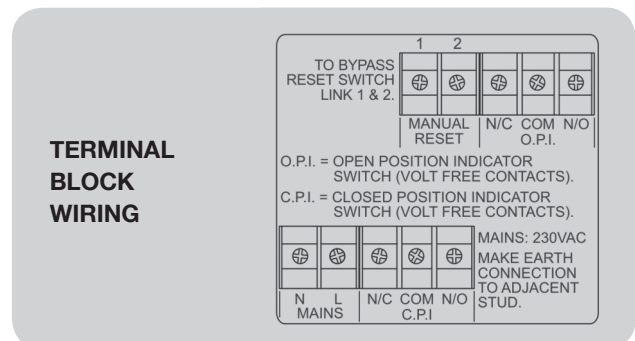 TERMINAL
BLOCK
WIRING
1 2
TO BYPASS
RESET SWITCH
LINK 1 & 2.
MANUAL
RESET
N/C COM N/O
O.P.I.
O.P.I. = OPEN POSITION INDICATOR
SWITCH (VOLT FREE CONTACTS).
C.P.I. = CLOSED POSITION INDICATOR
SWITCH (VOLT FREE CONTACTS).
MAINS: 230VAC
MAKE EARTH
CONNECTION
TO ADJACENT
STUD.
N L
MAINS
N/C COM N/O
C.P.I